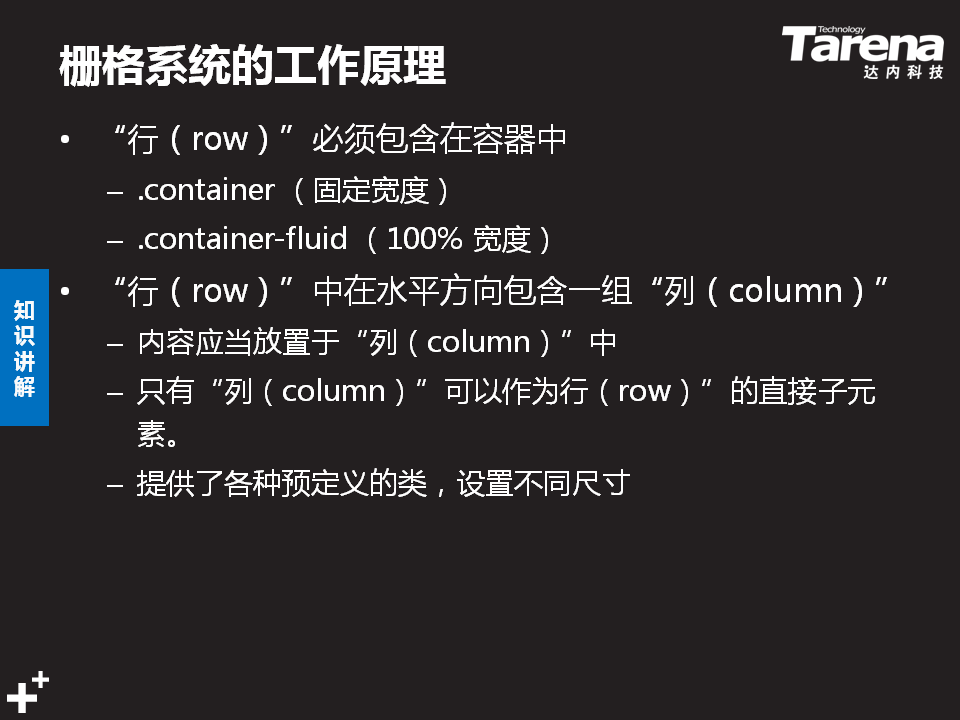 栅格系统的工作原理
Technology
Tarena
达内科技
• “行（row）”必须包含在容器中
– .container （固定宽度）
– .container-fluid （100% 宽度）
• “行（row）”中在水平方向包含一组“列（column）”
– 内容应当放置于“列（column）”中
– 只有“列（column）”可以作为行（row）”的直接子元
素。
– 提供了各种预定义的类，设置不同尺寸
知
识
讲
解